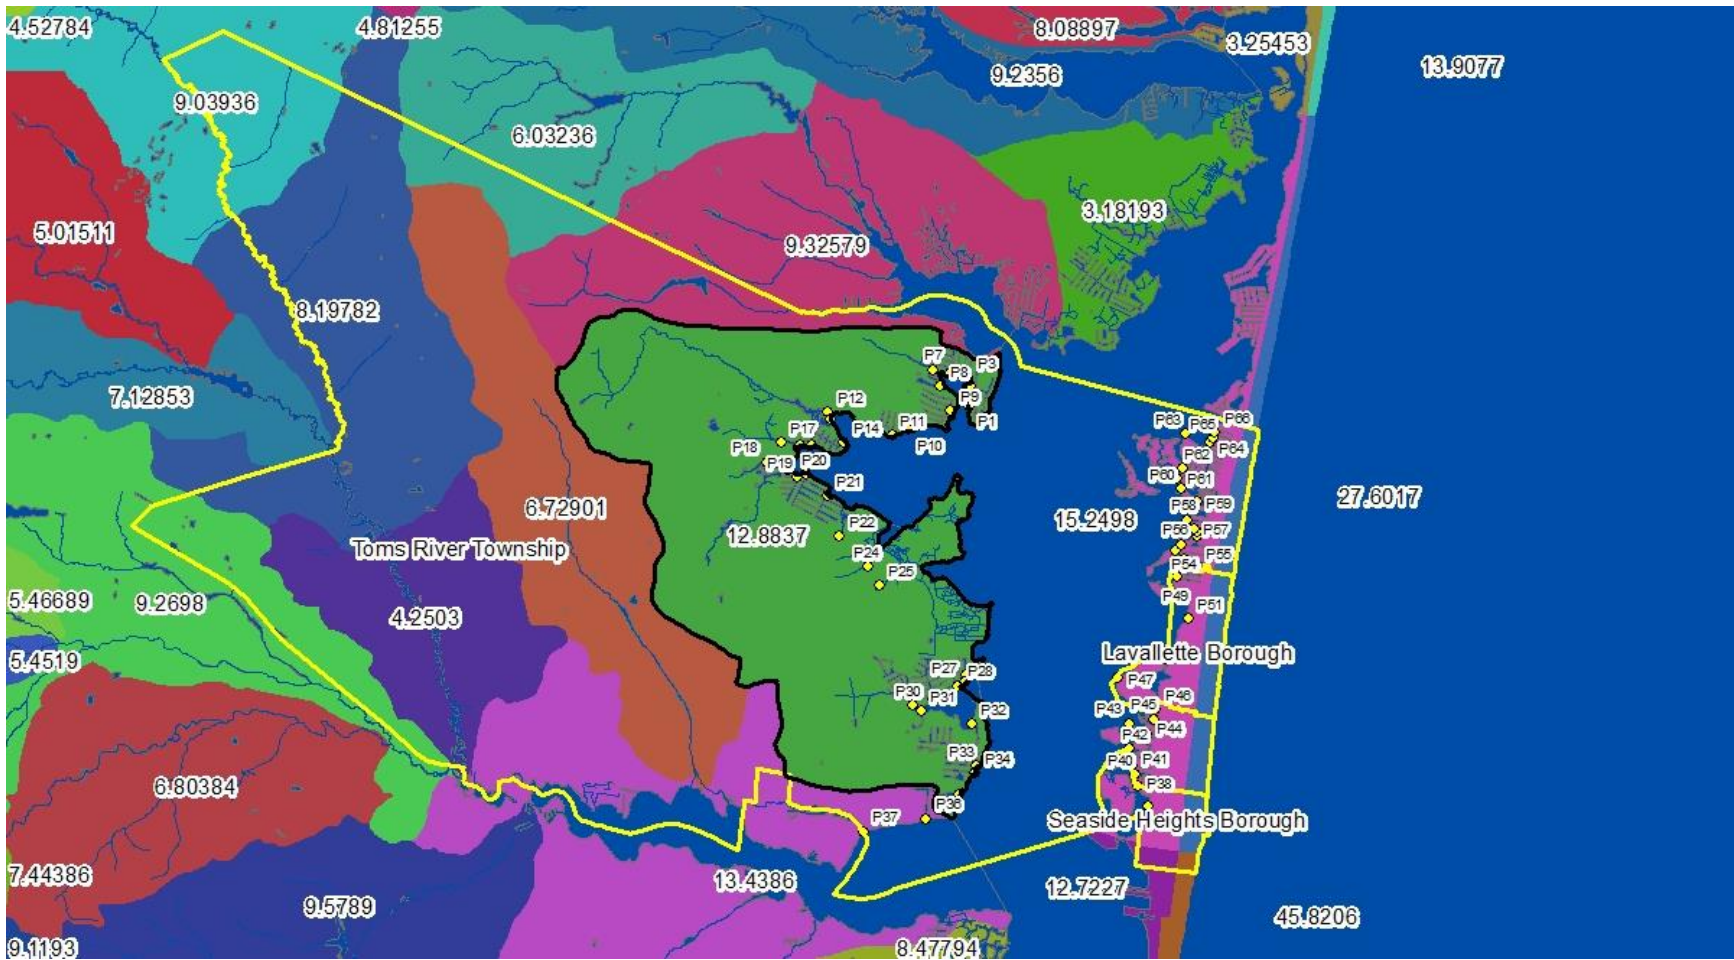 4.52784
4.81255
8.08897
3.25453
13.9077
9.2356
9.03936
6.03236
5.01511
3.18193
9.32579
8.19782
7.12853
P7
P3
P8
P9
P1
P12
P11
P10
P14
P17
P18
P19
P20
P21
P22
P24
P25
P63
P66
P65
P64
P62
P60
P61
P58
P59
P56
P57
P55
P54
P49
P51
15.2498
27.6017
6.72901
12.8837
Toms River Township
5.46689
9.2698
4.2503
5.4519
Lavallette Borough
P27
P28
P30
P31
P32
P33
P34
P47
P46
P45
P43
P44
P42
P41
P40
P38
6.80384
P36
P37
Seaside Heights Borough
7.44386
13.4386
12.7227
9.5789
45.8206
9.1193
8.47794